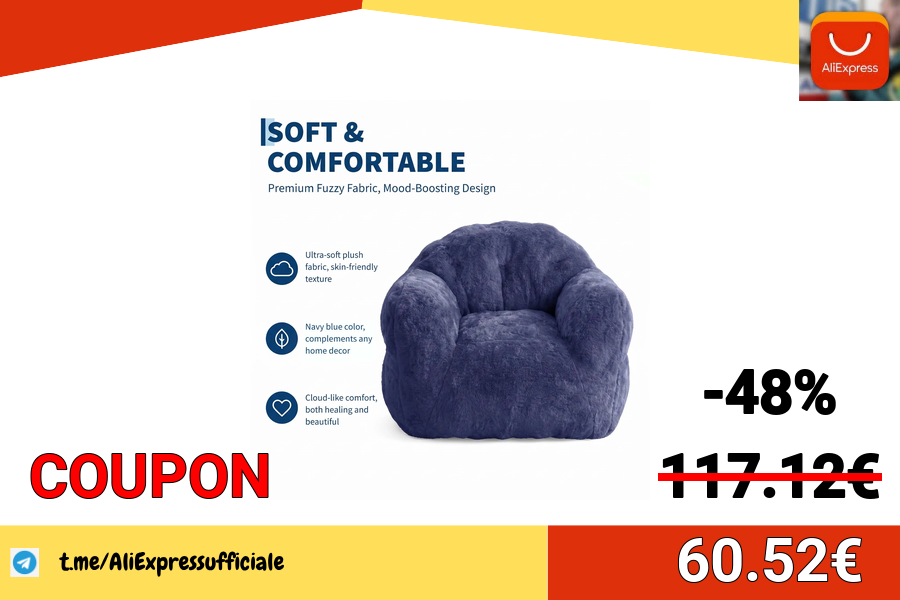 AliExpress
SOFT &
COMFORTABLE
Premium Fuzzy Fabric, Mood-Boosting Design
Ultra-soft plush
fabric, skin-friendly
texture
Navy blue color,
complements any
home decor
Cloud-like comfort,
both healing and
beautiful
-48%
COUPON
117.12€
t.me/AliExpressufficiale
60.52€